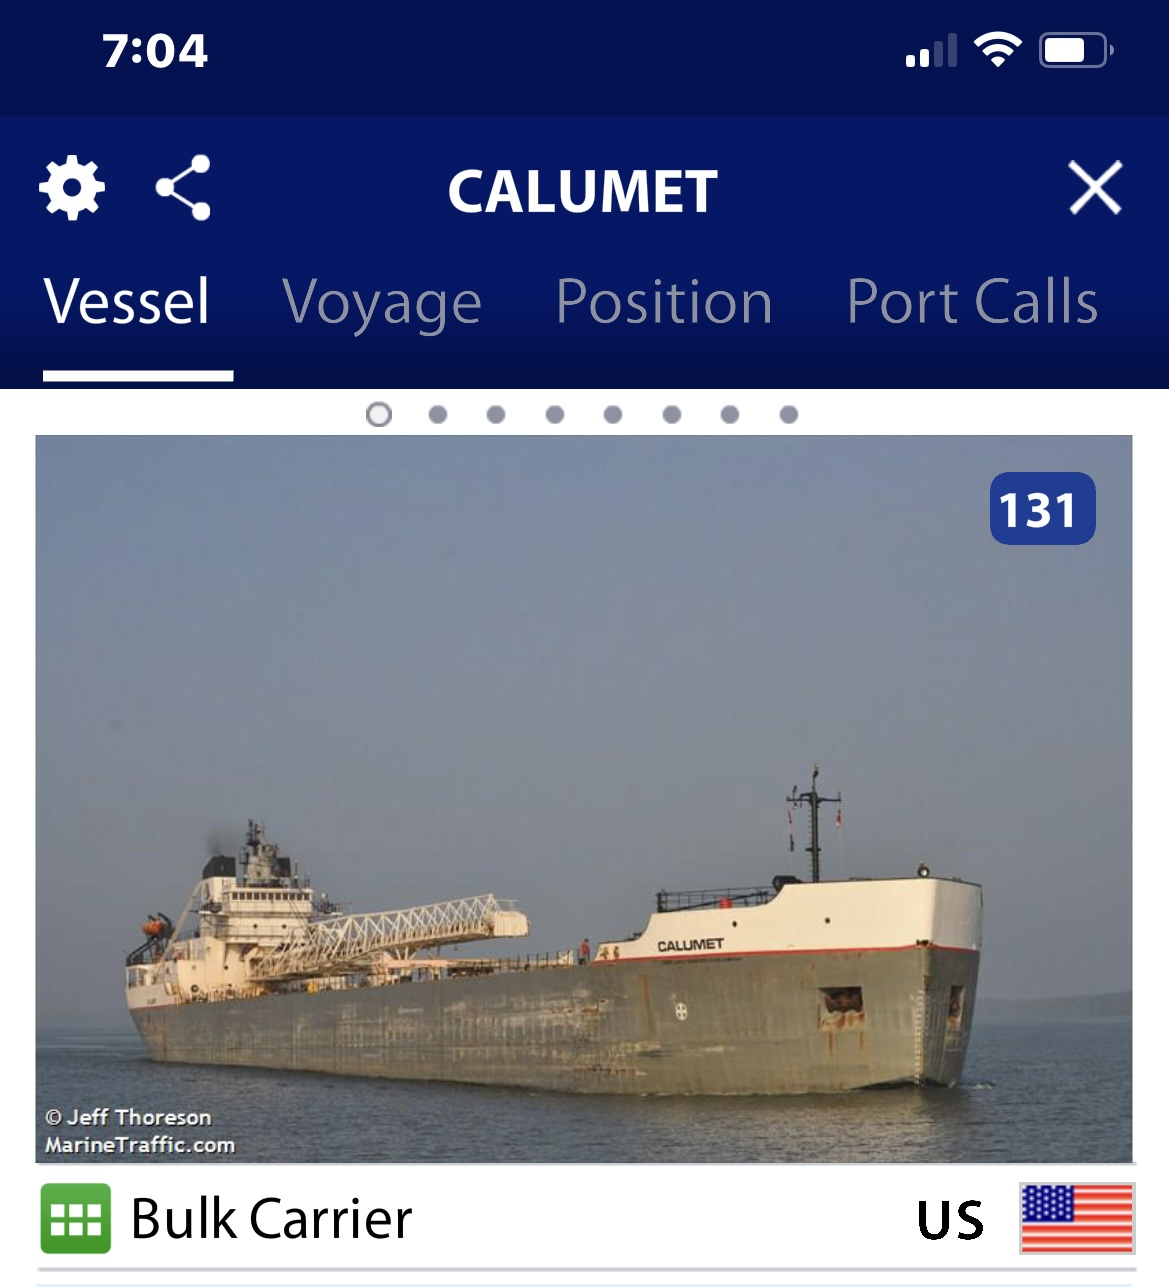 7:04
CALUMET
Vessel Voyage Position Port Calls
131
CALUMET
© Jeff Thoreson
MarineTraffic.com
Bulk Carrier US